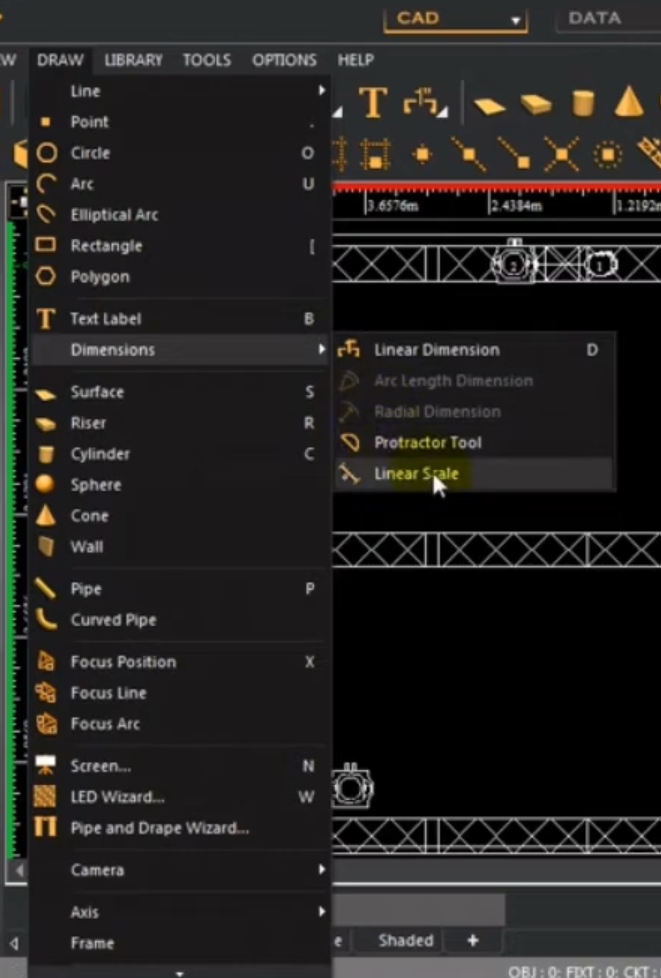 CAD
DATA
W
DRAW
LIBRARY
TOOLS
OPTIONS
HELP
T
3.6576m
2.4384m
1.2192m
2
1
Line
Point .
Circle O
Arc U
Elliptical Arc
Rectangle [
Polygon
Text Label B
Dimensions
Linear Dimension D
Arc Length Dimension
Radial Dimension
Protractor Tool
Linear Scale
Surface S
Riser R
Cylinder C
Sphere
Cone
Wall
Pipe P
Curved Pipe
Focus Position X
Focus Line
Focus Arc
Screen... N
LED Wizard... W
Pipe and Drape Wizard...
Camera
Axis
Frame
e
Shaded
+
OBJ: 0: FIXT: 0: CKT: